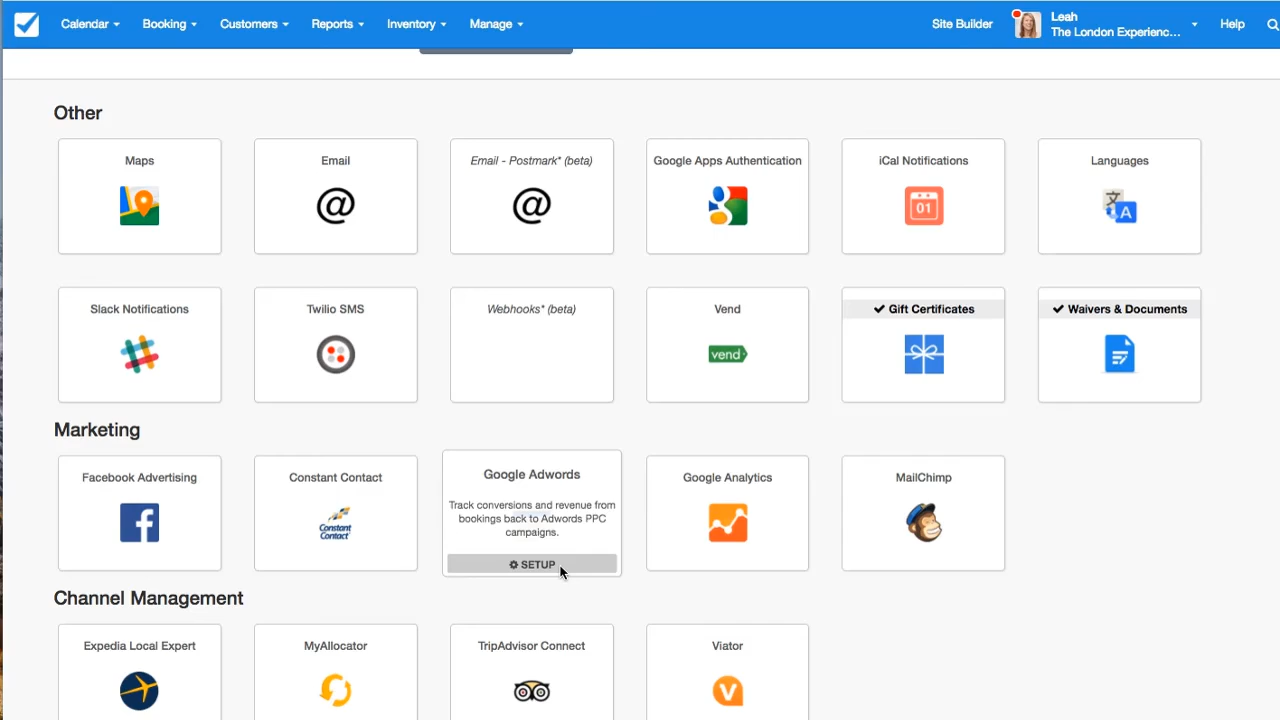 Calendar Booking Customers Reports Inventory Manage Site Builder Leah Help
The London Experienc...
Other
Maps Email Email - Postmark* (beta) Google Apps Authentication iCal Notifications Languages
@ @ 01 文 A
Slack Notifications Twilio SMS Webhooks* (beta) Vend Gift Certificates Waivers & Documents
vend
Marketing
Facebook Advertising Constant Contact Google Adwords Google Analytics MailChimp
Track conversions and revenue from
bookings back to Adwords PPC
campaigns.
f Constant
Contact
SETUP
Channel Management
Expedia Local Expert MyAllocator TripAdvisor Connect Viator
V